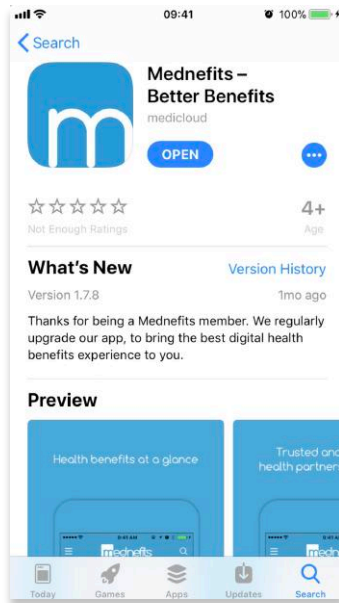 09:41
100%
Search
m
Mednefits –
Better Benefits
medicloud
OPEN
Not Enough Ratings
4+
Age
What's New
Version History
Version 1.7.8
1mo ago
Thanks for being a Mednefits member. We regularly
upgrade our app, to bring the best digital health
benefits experience to you.
Preview
Health benefits at a glance
Trusted and
health partner
9:41 AM
mednefits
Today
Games
Apps
Updates
Search